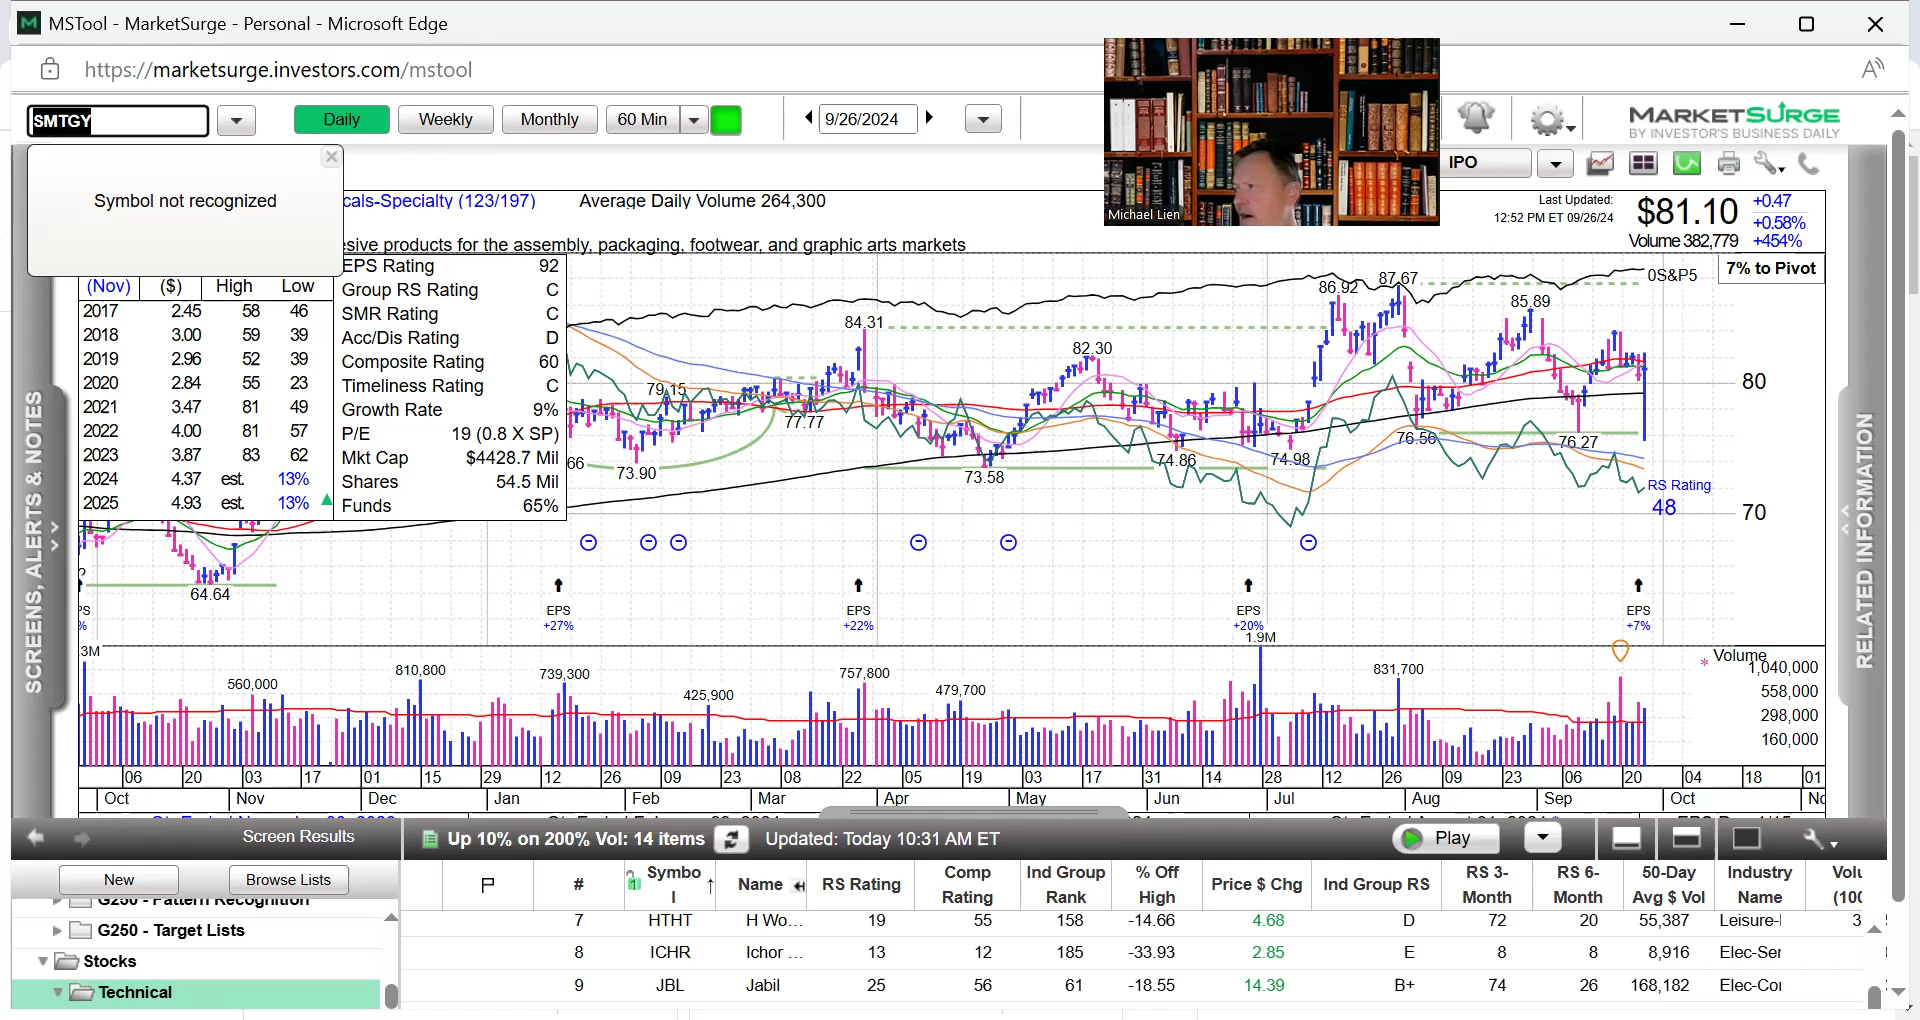 MSTool - MarketSurge - Personal - Microsoft Edge
https://marketsurge.investors.com/mstool
SMTGY
Daily
Weekly
Monthly
60 Min
9/26/2024
MARKETSURGE
BY INVESTOR'S BUSINESS DAILY
Michael Lien
IPO
Symbol not recognized
cals-Specialty (123/197)
Average Daily Volume 264,300
Last Updated:
12:52 PM ET 09/26/24
$81.10
+0.47
+0.58%
Volume 382,779
+454%
esive products for the assembly, packaging, footwear, and graphic arts markets
7% to Pivot
(Nov) ($) High Low
2017 2.45 58 46
2018 3.00 59 39
2019 2.96 52 39
2020 2.84 55 23
2021 3.47 81 49
2022 4.00 81 57
2023 3.87 83 62
2024 4.37 est. 13%
2025 4.93 est. 13%
EPS Rating 92
Group RS Rating C
SMR Rating C
Acc/Dis Rating D
Composite Rating 60
Timeliness Rating C
Growth Rate 9%
P/E 19 (0.8 X SP)
Mkt Cap $4428.7 Mil
Shares 54.5 Mil
Funds 65%
0S&P5
87.67
86.92
85.89
84.31
82.30
80
79.15
77.77
76.56
76.27
66
73.90
73.58
74.86
74.98
RS Rating
48
70
64.64
EPS
+27%
EPS
+22%
EPS
+20%
EPS
+7%
3M
1.9M
Volume
810,800
560,000
739,300
425,900
757,800
479,700
831,700
1,040,000
558,000
298,000
160,000
06 20 03 17 01 15 29 12 26 09 23 08 22 05 19 03 17 31 14 28 12 26 09 23 06 20 04 18 01
Oct Nov Dec Jan Feb Mar Apr May Jun Jul Aug Sep Oct
SCREENS, ALERTS & NOTES
RELATED INFORMATION
Screen Results
Up 10% on 200% Vol: 14 items
Updated: Today 10:31 AM ET
Play
New
Browse Lists
G250 - Pattern Recognition
G250 - Target Lists
Stocks
Technical
# Symbol Name RS Rating Comp Rating Ind Group Rank % Off High Price $ Chg Ind Group RS RS 3-Month RS 6-Month 50-Day Avg $ Vol Industry Name
7 HTHT H Wo... 19 55 158 -14.66 4.68 D 72 20 55,387 Leisure- 3
8 ICHR Ichor ... 13 12 185 -33.93 2.85 E 8 8 8,916 Elec-Ser
9 JBL Jabil 25 56 61 -18.55 14.39 B+ 74 26 168,182 Elec-Cor